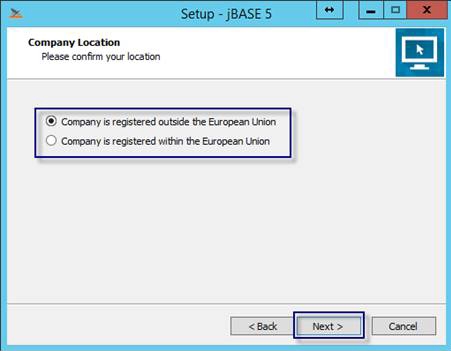 Setup - jBASE 5
Company Location
Please confirm your location
Company is registered outside the European Union
Company is registered within the European Union
< Back
Next >
Cancel